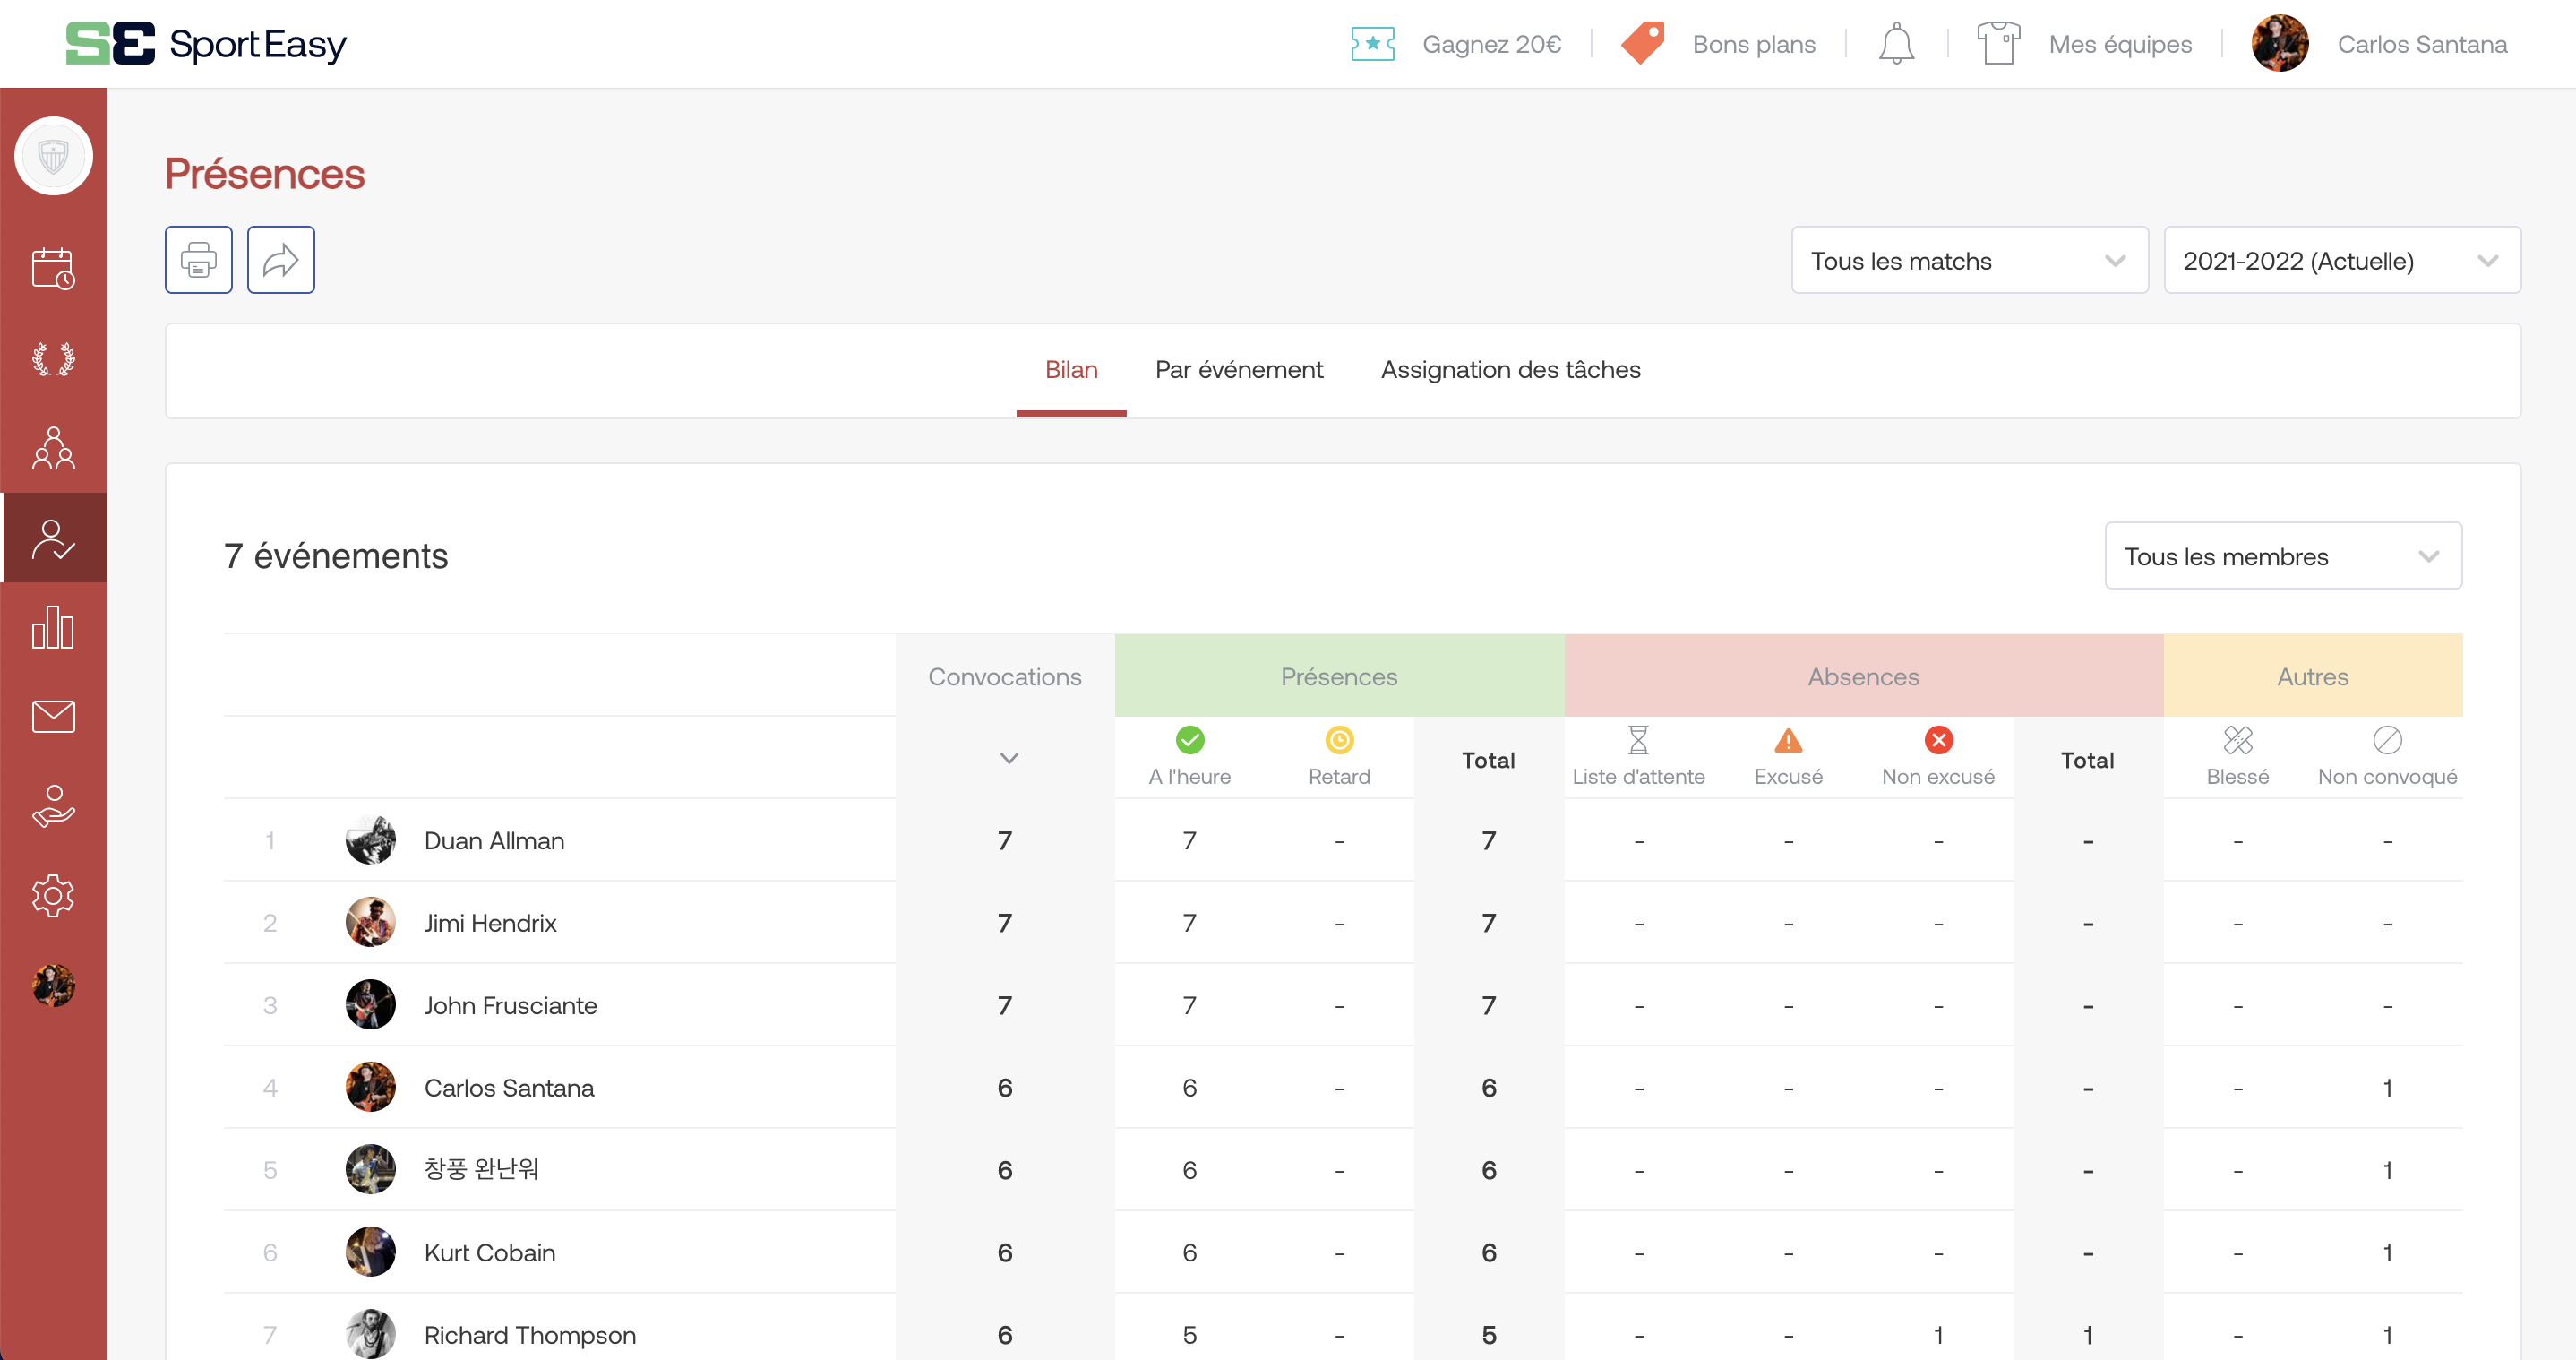 SE SportEasy
Gagnez 20€
Bons plans
Mes équipes
Carlos Santana
Présences
Tous les matchs
2021-2022 (Actuelle)
Bilan Par événement Assignation des tâches
7 événements
Tous les membres
Convocations Présences Absences Autres
A l'heure Retard Total Liste d'attente Excusé Non excusé Total Blessé Non convoqué
1 Duan Allman 7 7 - 7 - - - - - -
2 Jimi Hendrix 7 7 - 7 - - - - - -
3 John Frusciante 7 7 - 7 - - - - - -
4 Carlos Santana 6 6 - 6 - - - - - 1
5 창풍 완난워 6 6 - 6 - - - - - 1
6 Kurt Cobain 6 6 - 6 - - - - - 1
7 Richard Thompson 6 5 - 5 - - 1 1 - 1